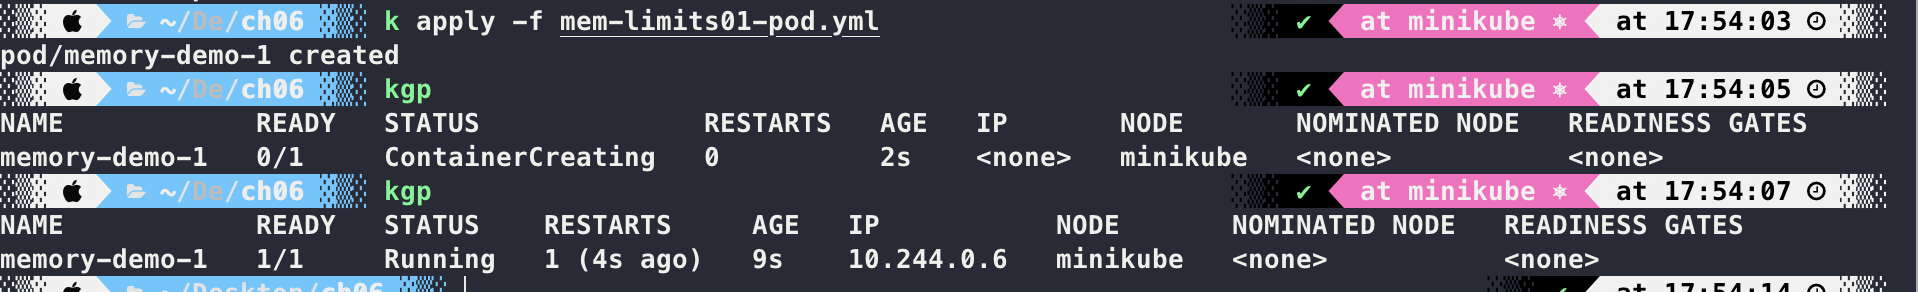 ~/De/ch06 k apply -f mem-limits01-pod.yml ✔ at minikube ⎈ at 17:54:03
pod/memory-demo-1 created
~/De/ch06 kgp ✔ at minikube ⎈ at 17:54:05
NAME READY STATUS RESTARTS AGE IP NODE NOMINATED NODE READINESS GATES
memory-demo-1 0/1 ContainerCreating 0 2s <none> minikube <none> <none>
~/De/ch06 kgp ✔ at minikube ⎈ at 17:54:07
NAME READY STATUS RESTARTS AGE IP NODE NOMINATED NODE READINESS GATES
memory-demo-1 1/1 Running 1 (4s ago) 9s 10.244.0.6 minikube <none> <none>
~/Desktop/ch06 ✔ at 17:54:14